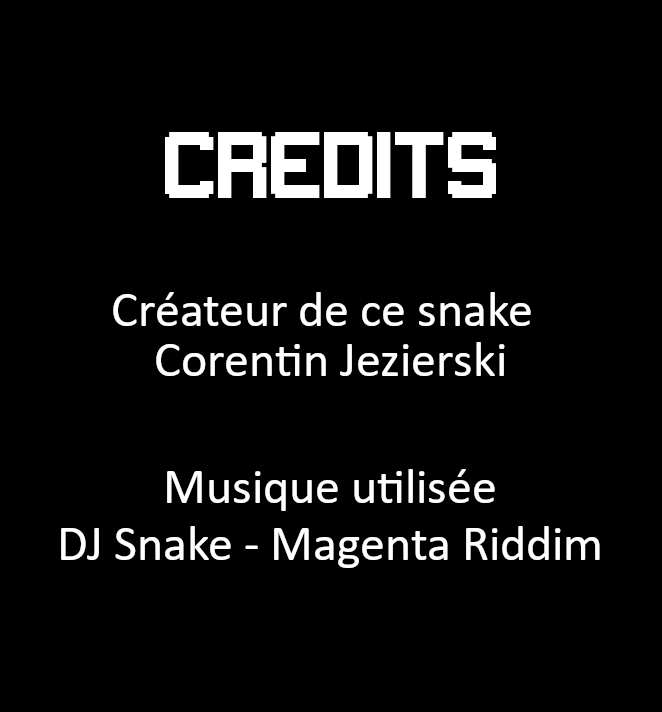 CREDITS
Créateur de ce snake
Corentin Jezierski
Musique utilisée
DJ Snake - Magenta Riddim